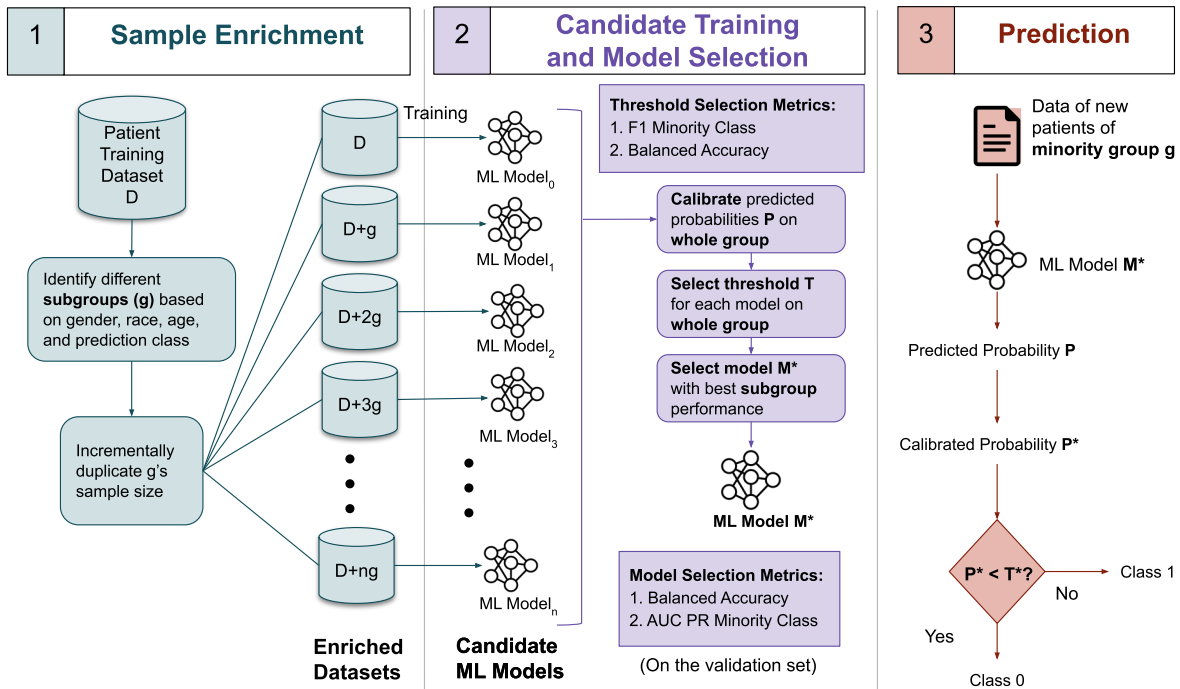 1
Sample Enrichment
Patient
Training
Dataset
D
Identify different
subgroups (g) based
on gender, race, age,
and prediction class
Incrementally
duplicate g's
sample size
D
D+g
D+2g
D+3g
D+ng
Enriched
Datasets
2
Candidate Training
and Model Selection
Training
ML Model0
ML Model1
ML Model2
ML Model3
ML Modeln
Candidate
ML Models
Threshold Selection Metrics:
1. F1 Minority Class
2. Balanced Accuracy
Calibrate predicted
probabilities P on
whole group
Select threshold T
for each model on
whole group
Select model M*
with best subgroup
performance
ML Model M*
Model Selection Metrics:
1. Balanced Accuracy
2. AUC PR Minority Class
(On the validation set)
3
Prediction
Data of new
patients of
minority group g
ML Model M*
Predicted Probability P
Calibrated Probability P*
P* < T*?
No
Class 1
Yes
Class 0